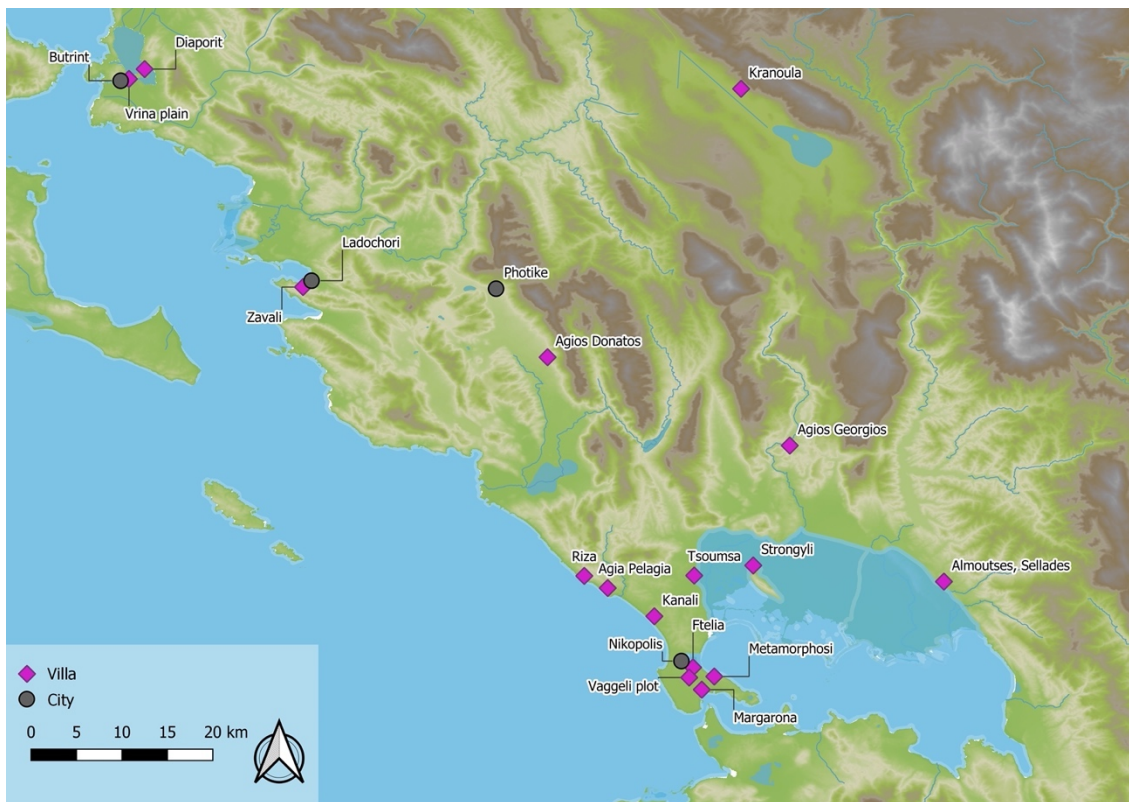 Diaporit
Butrint
Vrina plain
Kranoula
Ladochori
Photike
Zavali
Agios Donatos
Agios Georgios
Riza
Agia Pelagia
Tsoumsa
Strongyli
Almoutses, Sellades
Kanali
Ftelia
Nikopolis
Metamorphosi
Vaggeli plot
Margarona
Villa
City
0 5 10 15 20 km